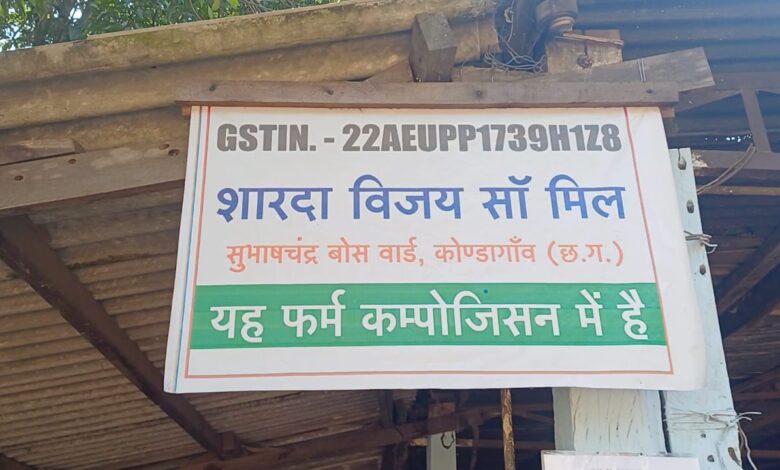 GSTIN. - 22AEUPP1739H1Z8
शारदा विजय सॉ मिल
सुभाषचंद्र बोस वार्ड, कोण्डागाँव (छ.ग.)
यह फर्म कम्पोजिसन में है